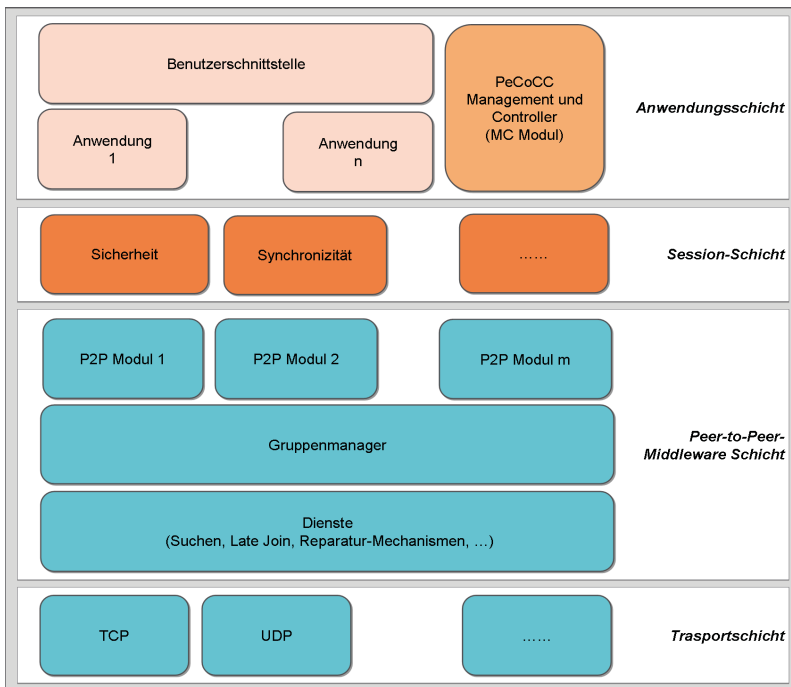 Benutzerschnittstelle
PeCoCC
Management und
Controller
(MC Modul)
Anwendungsschicht
Anwendung
1
Anwendung
n
Sicherheit
Synchronizität
……
Session-Schicht
P2P Modul 1
P2P Modul 2
P2P Modul m
Gruppenmanager
Peer-to-Peer-
Middleware Schicht
Dienste
(Suchen, Late Join, Reparatur-Mechanismen, …)
TCP
UDP
……
Trasportschicht